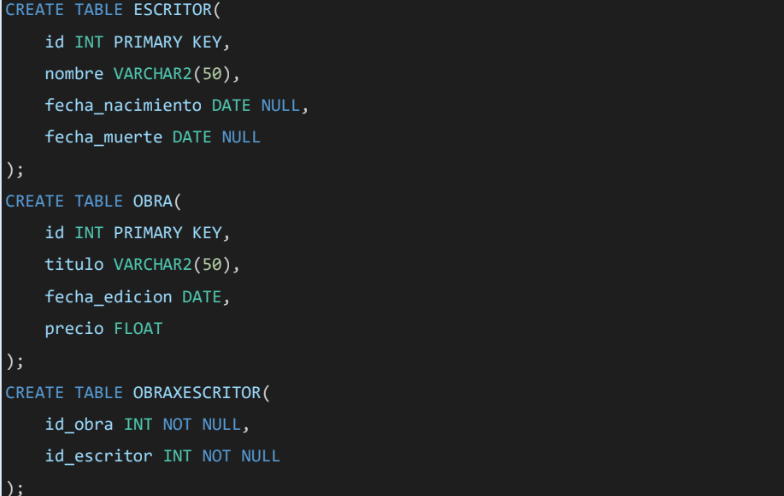 CREATE TABLE ESCRITOR(
    id INT PRIMARY KEY,
    nombre VARCHAR2(50),
    fecha_nacimiento DATE NULL,
    fecha_muerte DATE NULL
);
CREATE TABLE OBRA(
    id INT PRIMARY KEY,
    titulo VARCHAR2(50),
    fecha_edicion DATE,
    precio FLOAT
);
CREATE TABLE OBRAXESCRITOR(
    id_obra INT NOT NULL,
    id_escritor INT NOT NULL
);